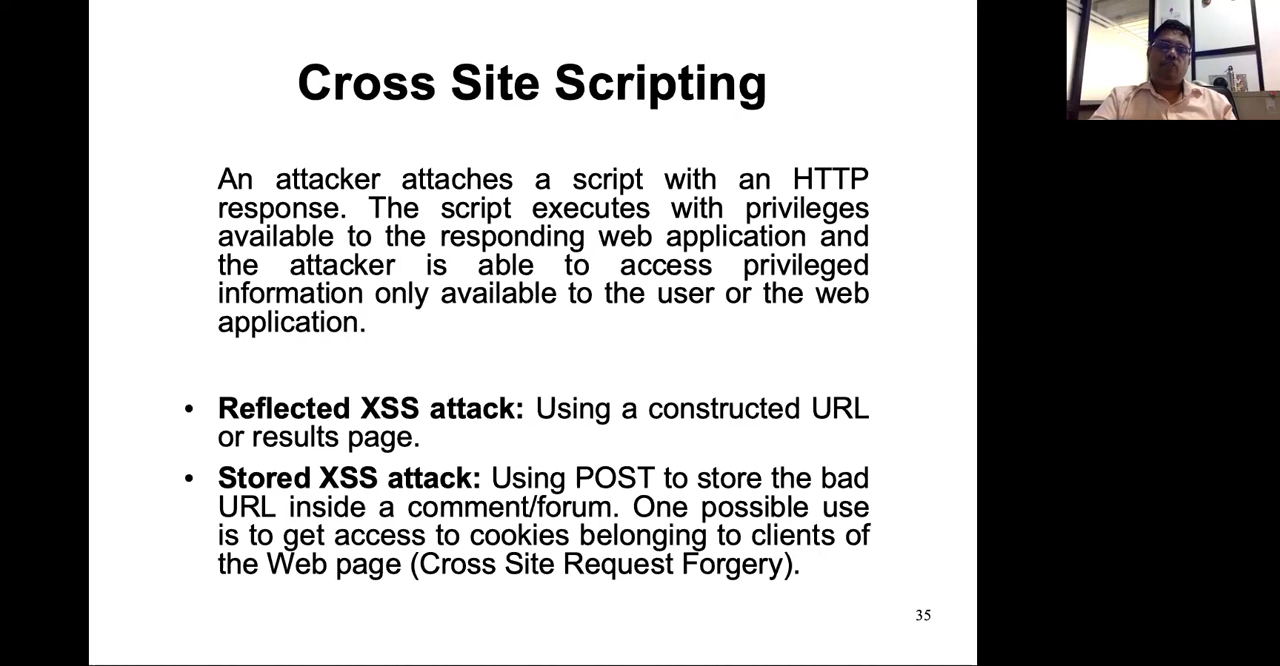 Cross Site Scripting
An attacker attaches a script with an HTTP
response. The script executes with privileges
available to the responding web application and
the attacker is able to access privileged
information only available to the user or the web
application.
• Reflected XSS attack: Using a constructed URL
or results page.
• Stored XSS attack: Using POST to store the bad
URL inside a comment/forum. One possible use
is to get access to cookies belonging to clients of
the Web page (Cross Site Request Forgery).
35